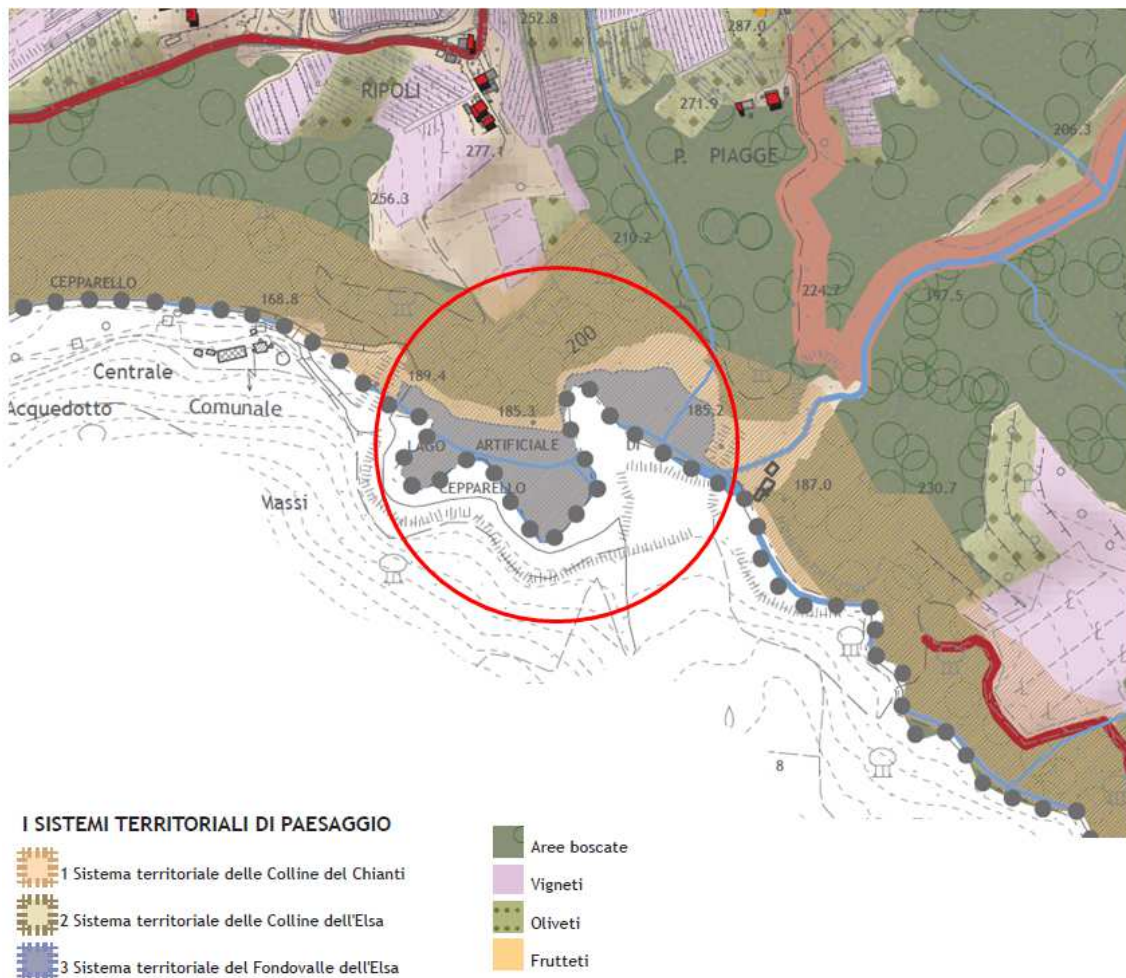 252.8
287.0
RIPOLI
271.9
206.3
277.1
P. PIAGGE
256.3
210.2
CEPPARELLO
168.8
224.7
197.5
200
Centrale
189.4
Acquedotto
Comunale
185.3
185.2
LAGO ARTIFICIALE DI
CEPPARELLO
187.0
230.7
Massi
8
I SISTEMI TERRITORIALI DI PAESAGGIO
1 Sistema territoriale delle Colline del Chianti
2 Sistema territoriale delle Colline dell'Elsa
3 Sistema territoriale del Fondovalle dell'Elsa
Aree boscate
Vigneti
Oliveti
Frutteti